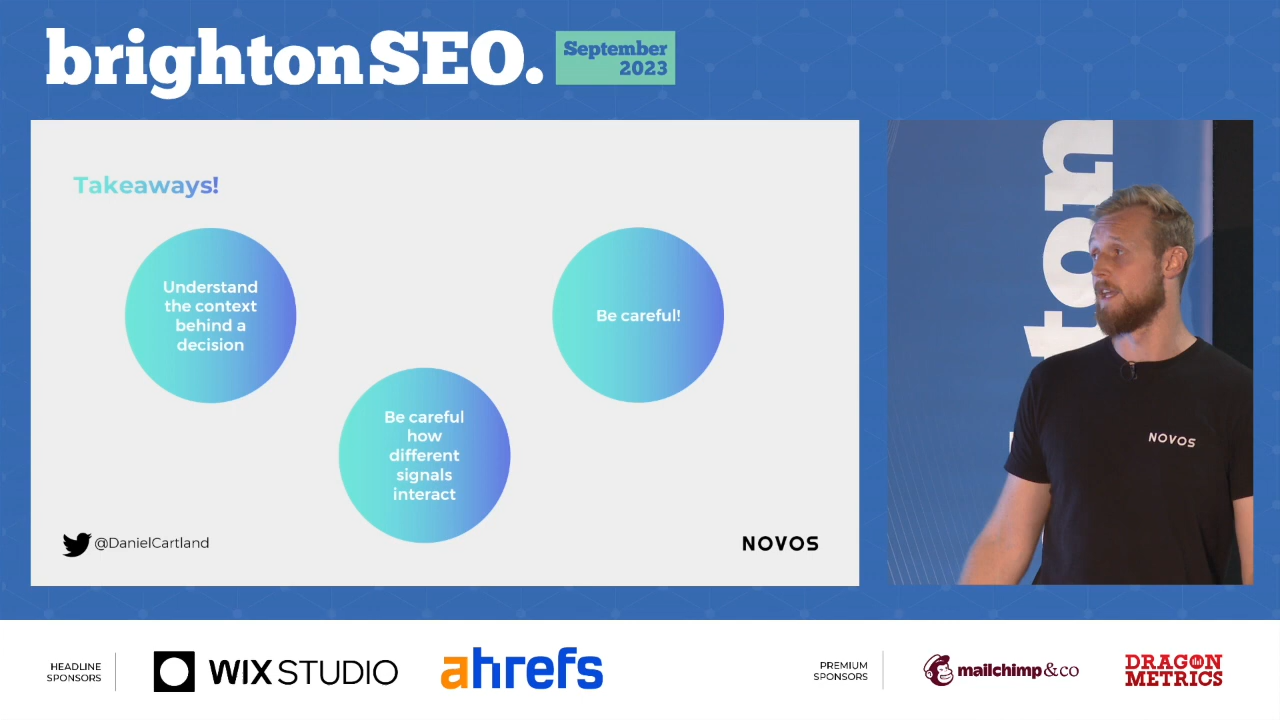 brightonSEO.
September
2023
Takeaways!
Understand
the context
behind a
decision
Be careful
how
different
signals
interact
Be careful!
@DanielCartland
NOVOS
ton
NOVOS
HEADLINE
SPONSORS
WIX STUDIO
ahrefs
PREMIUM
SPONSORS
mailchimp&co
DRAGON
METRICS